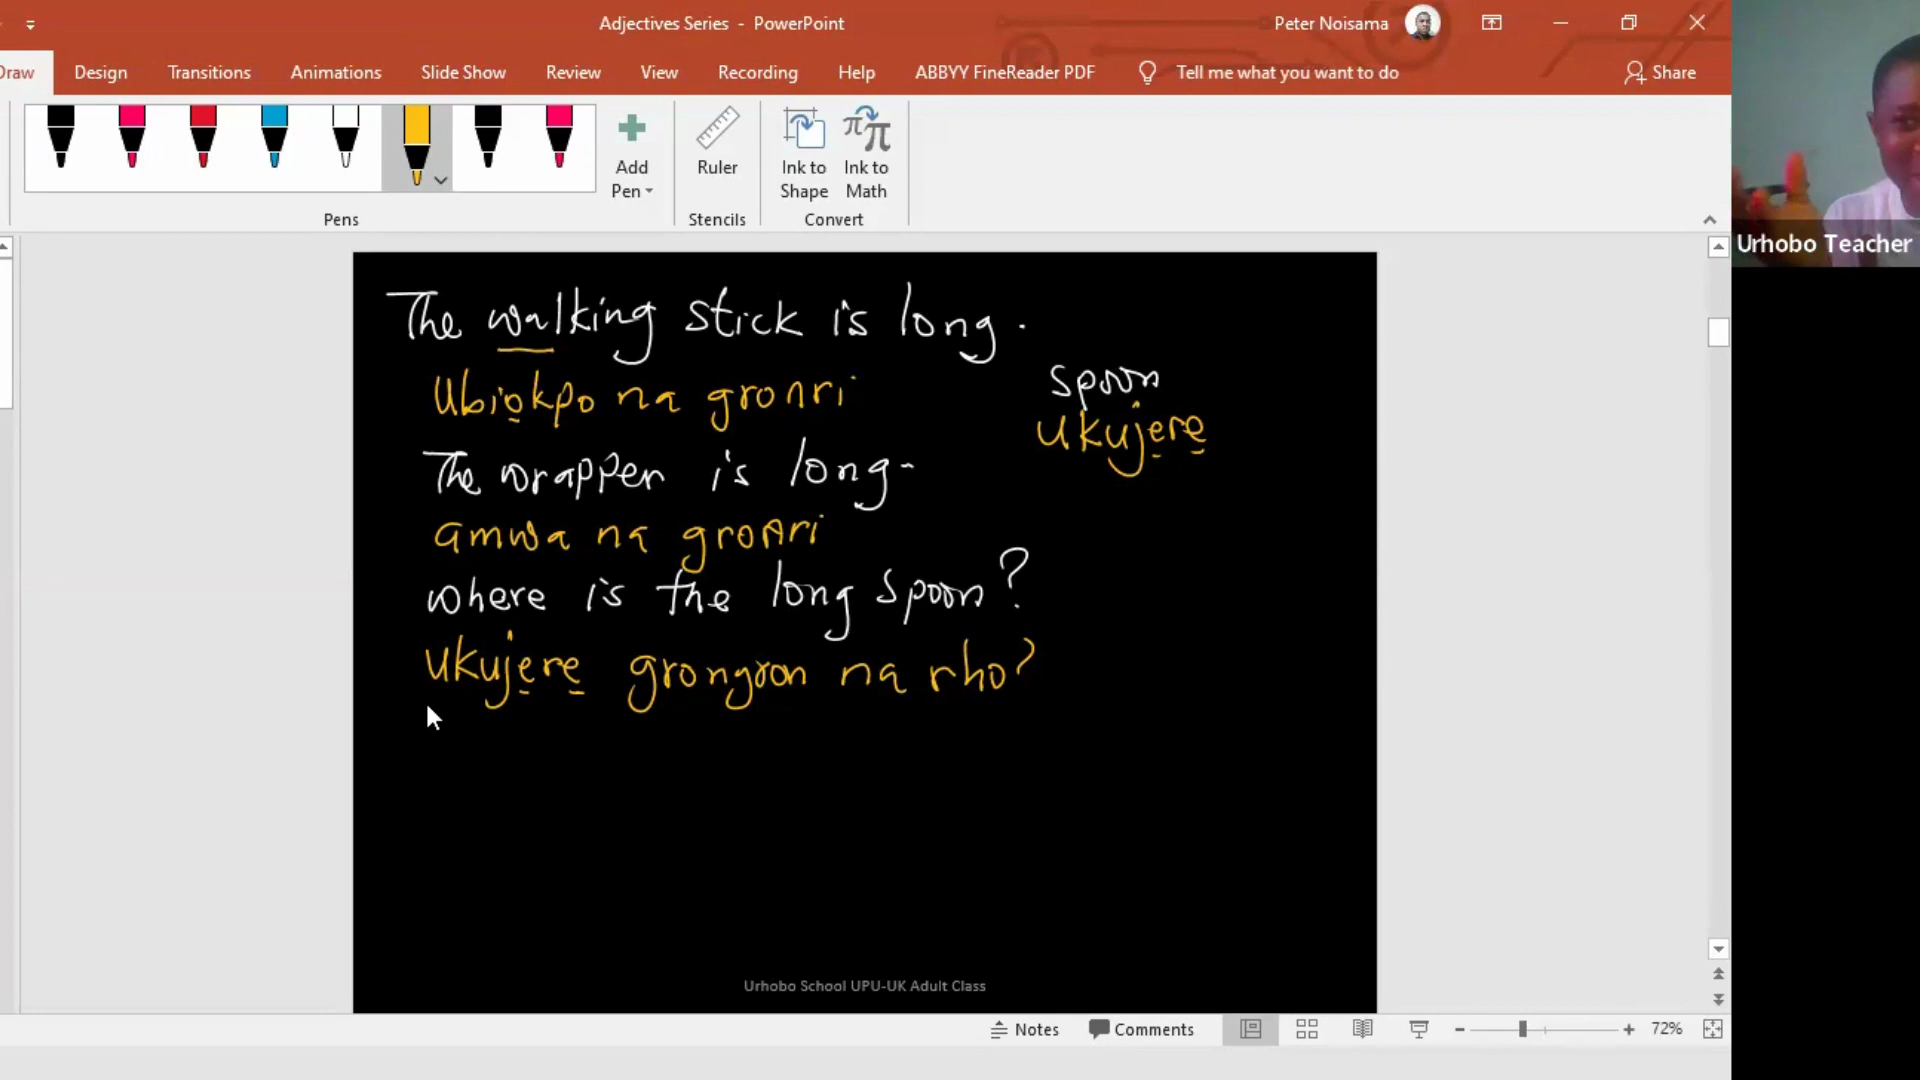 Adjectives Series - PowerPoint
Peter Noisama
Draw Design Transitions Animations Slide Show Review View Recording Help ABBYY FineReader PDF Tell me what you want to do Share
Add Pen
Ruler
Ink to Shape
Ink to Math
Pens
Stencils
Convert
Urhobo Teacher
The walking stick is long.
Ubiọkpo na gronri
spoon
ukujẹrẹ
The wrapper is long-
amwa na gronri
where is the long spoon?
Ukujẹrẹ grongron na rho?
Urhobo School UPU-UK Adult Class
Notes Comments 72%